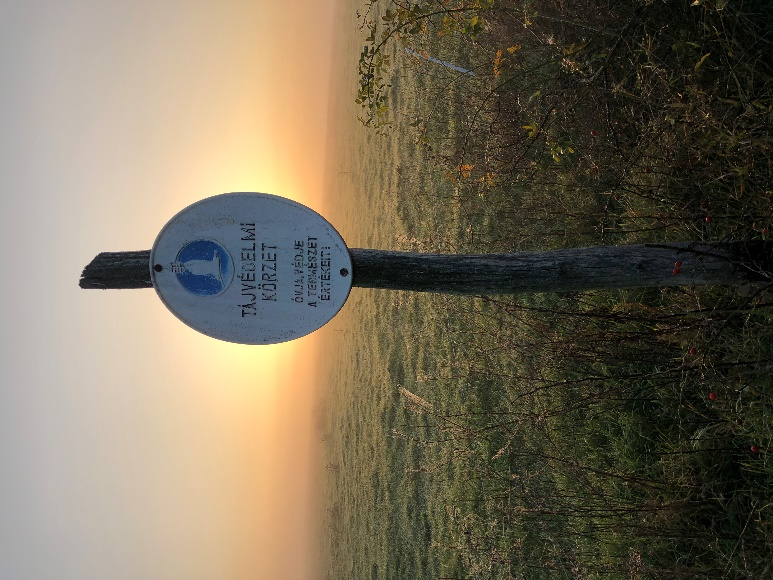 TÁJVÉDELMI
KÖRZET
ÓVJA, VÉDJE
A TERMÉSZET
ÉRTÉKEIT!